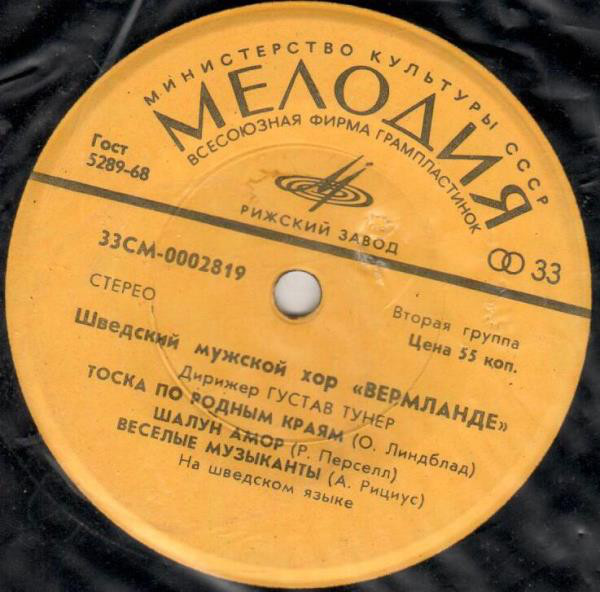 МИНИСТЕРСТВО КУЛЬТУРЫ СССР
МЕЛОДИЯ
ВСЕСОЮЗНАЯ ФИРМА ГРАМПЛАСТИНОК
Гост
5289-68
РИЖСКИЙ ЗАВОД
33
33СМ-0002819
СТЕРЕО
Вторая группа
Цена 55 коп.
Шведский мужской хор «ВЕРМЛАНДЕ»
Дирижер ГУСТАВ ТУНЕР
ТОСКА ПО РОДНЫМ КРАЯМ (О. Линдблад)
ШАЛУН АМОР (Р. Перселл)
ВЕСЕЛЫЕ МУЗЫКАНТЫ (А. Рициус)
На шведском языке